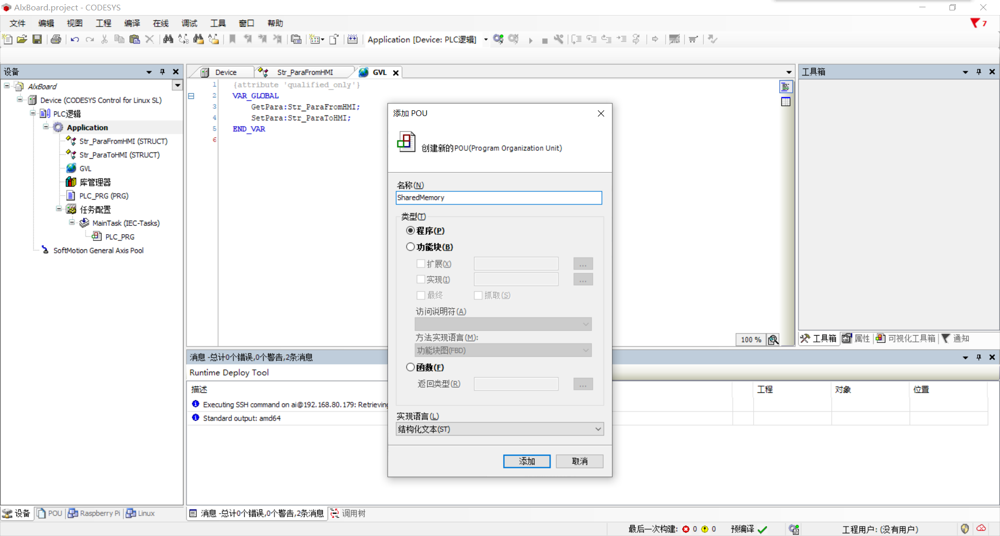 AlxBoard.project - CODESYS
文件 编辑 视图 工程 编译 在线 调试 工具 窗口 帮助
7
Application [Device: PLC逻辑]
设备
AlxBoard
Device (CODESYS Control for Linux SL)
PLC逻辑
Application
Str_ParaFromHMI (STRUCT)
Str_ParaToHMI (STRUCT)
GVL
库管理器
PLC_PRG (PRG)
任务配置
MainTask (IEC-Tasks)
PLC_PRG
SoftMotion General Axis Pool
Device Str_ParaFromHMI GVL
1 {attribute 'qualified_only'}
2 VAR_GLOBAL
3 GetPara:Str_ParaFromHMI;
4 SetPara:Str_ParaToHMI;
5 END_VAR
6
100 %
添加 POU
创建新的POU(Program Organization Unit)
名称(N)
SharedMemory
类型(T)
程序(P)
功能块(B)
扩展(X) ...
实现(I) ...
最终 抓取(S)
访问说明符(A)
方法实现语言(M):
功能块图(FBD)
函数(F)
返回类型(R) ...
实现语言(L)
结构化文本(ST)
添加 取消
工具箱
工具箱 属性 可视化工具箱 通知
消息 -总计0个错误,0个警告,2条消息
Runtime Deploy Tool
描述 工程 对象 位置
Executing SSH command on ai@192.168.80.179: Retrieving
Standard output: amd64
设备 POU Raspberry Pi Linux
消息 -总计0个错误,0个警告,2条消息 调用树
最后一次构建: 0 0 预编译 工程用户: (没有用户)